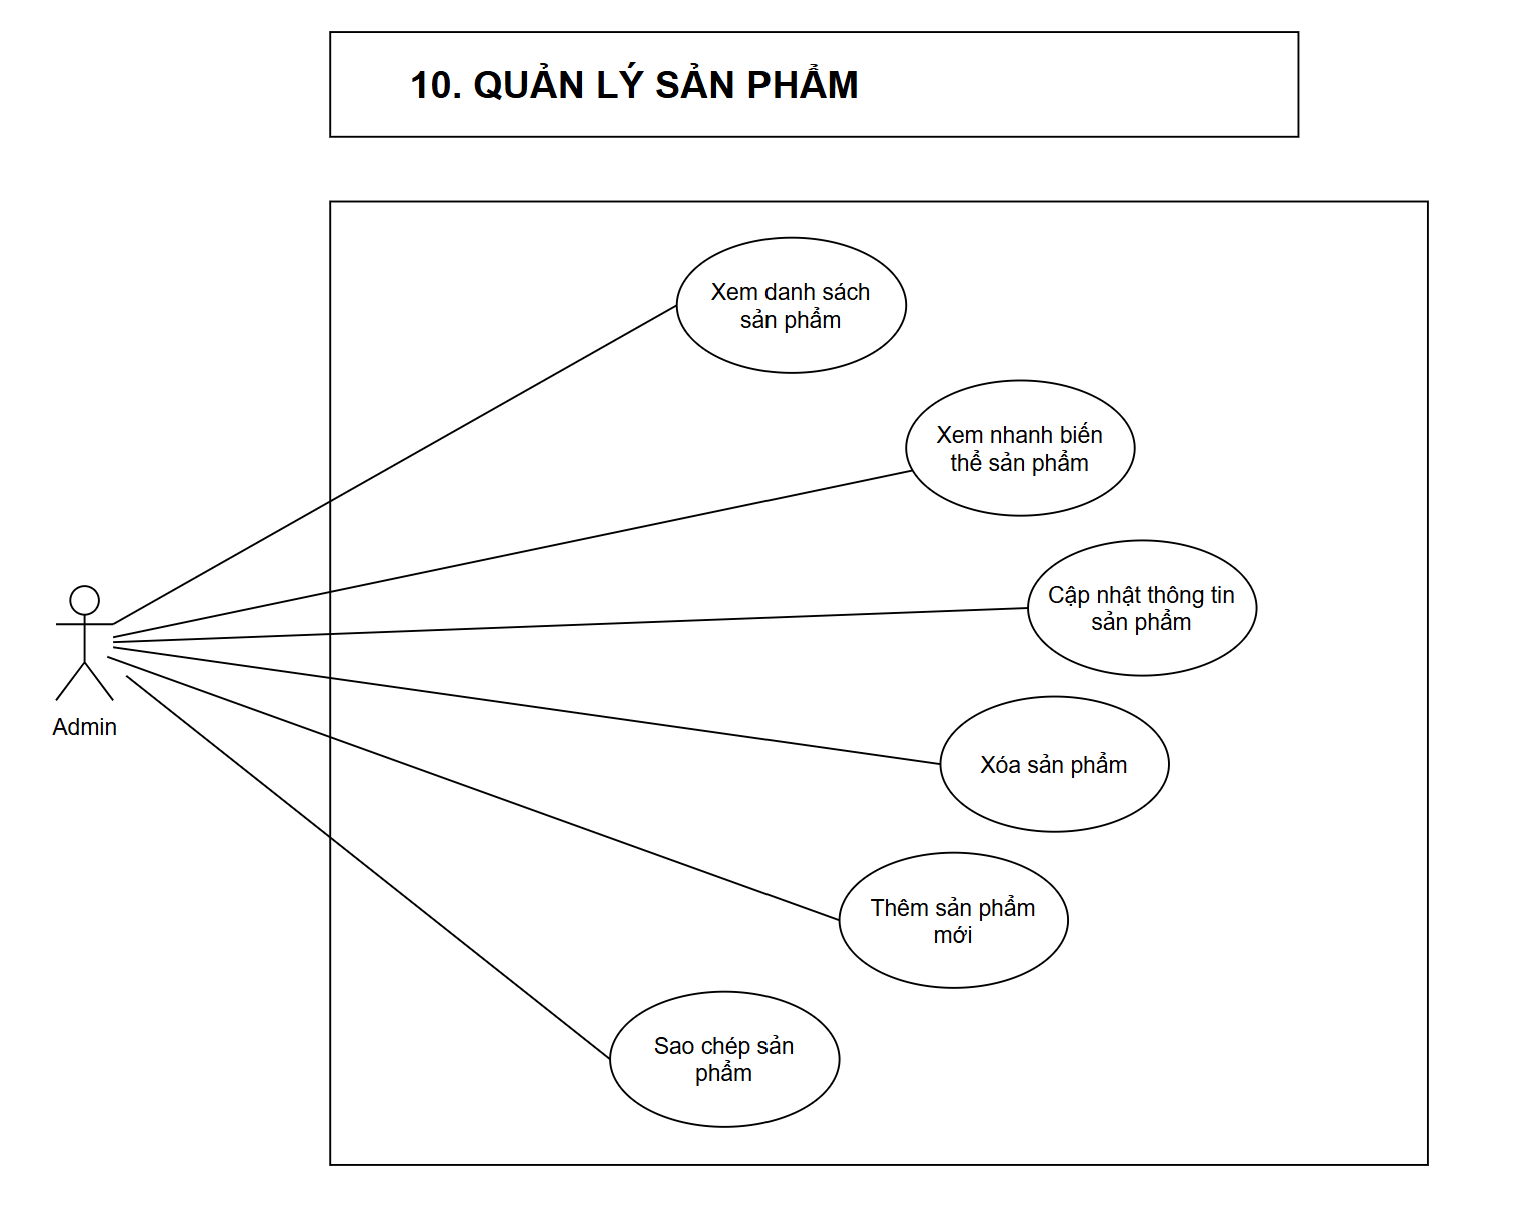 10. QUẢN LÝ SẢN PHẨM
Xem danh sách
sản phẩm
Xem nhanh biến
thể sản phẩm
Cập nhật thông tin
sản phẩm
Admin
Xóa sản phẩm
Thêm sản phẩm
mới
Sao chép sản
phẩm